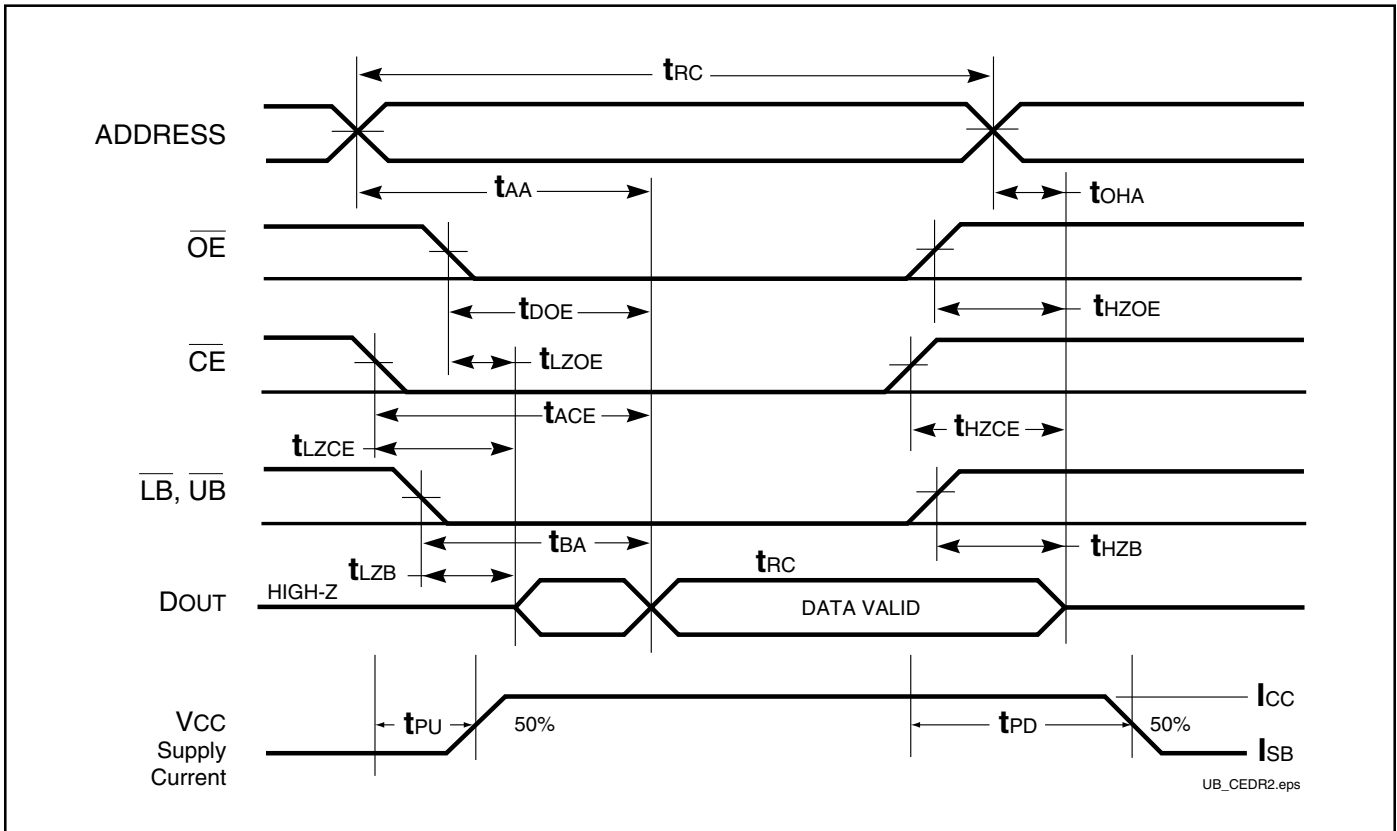 tRC
ADDRESS
tAA
tOHA
OE
tDOE
tHZOE
CE
tLZOE
tACE
tHZCE
tLZCE
LB, UB
tBA
tHZB
tLZB
tRC
DOUT
HIGH-Z
DATA VALID
ICC
VCC
Supply
Current
tPU
50%
tPD
50%
ISB
UB_CEDR2.eps